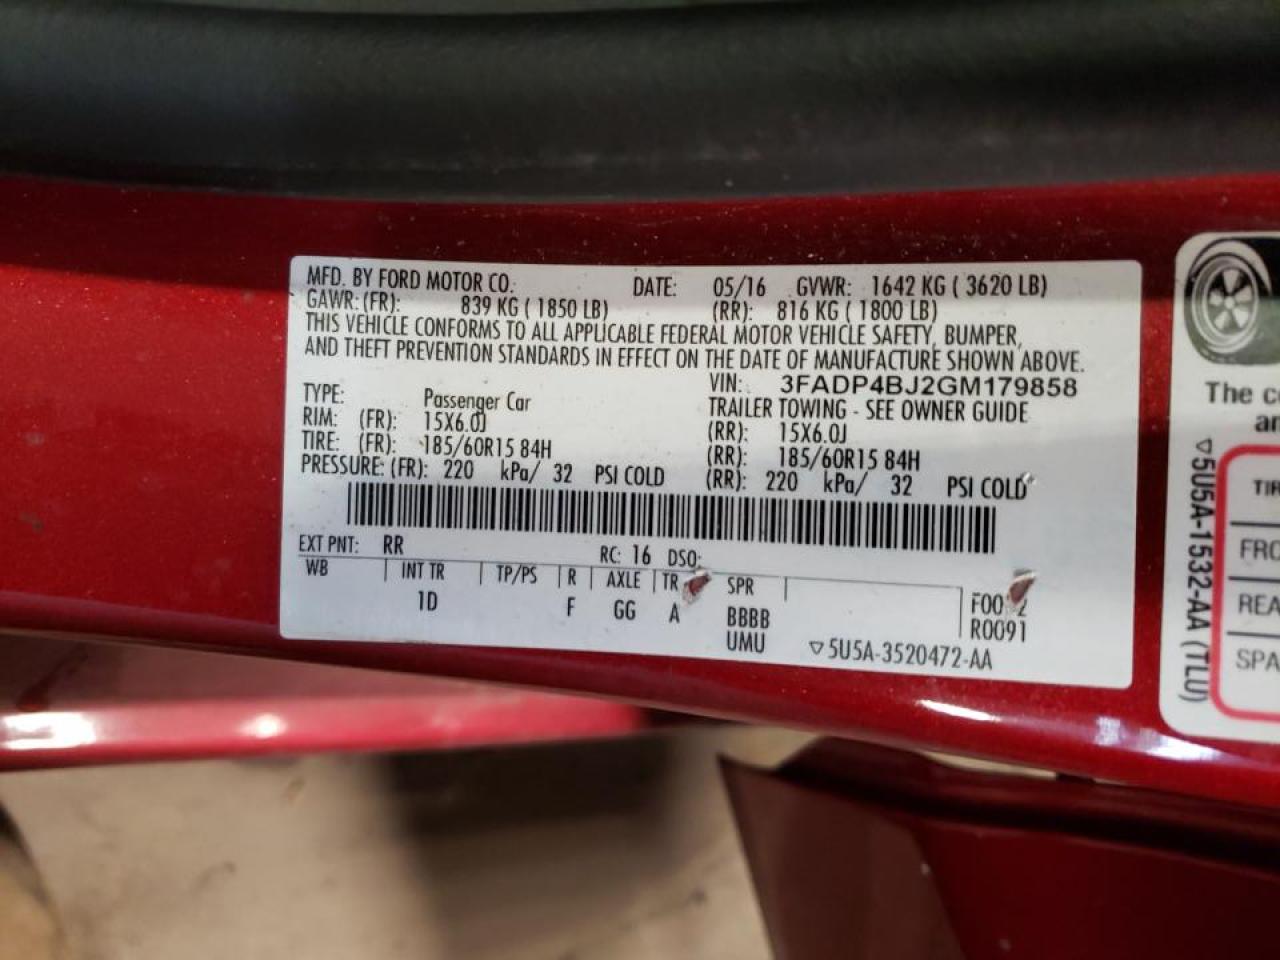 MFD. BY FORD MOTOR CO. DATE: 05/16 GVWR: 1642 KG ( 3620 LB)
GAWR: (FR): 839 KG ( 1850 LB) (RR): 816 KG ( 1800 LB)
THIS VEHICLE CONFORMS TO ALL APPLICABLE FEDERAL MOTOR VEHICLE SAFETY, BUMPER,
AND THEFT PREVENTION STANDARDS IN EFFECT ON THE DATE OF MANUFACTURE SHOWN ABOVE.
VIN: 3FADP4BJ2GM179858
TYPE: Passenger Car TRAILER TOWING - SEE OWNER GUIDE
RIM: (FR): 15X6.0J (RR): 15X6.0J
TIRE: (FR): 185/60R15 84H (RR): 185/60R15 84H
PRESSURE: (FR): 220 kPa/ 32 PSI COLD (RR): 220 kPa/ 32 PSI COLD
EXT PNT: RR RC: 16 DSO:
WB INT TR TP/PS R AXLE TR SPR
1D F GG A BBBB
R0091
UMU ▽5U5A-3520472-AA
The
▽5U5A-1532-AA (TLU)